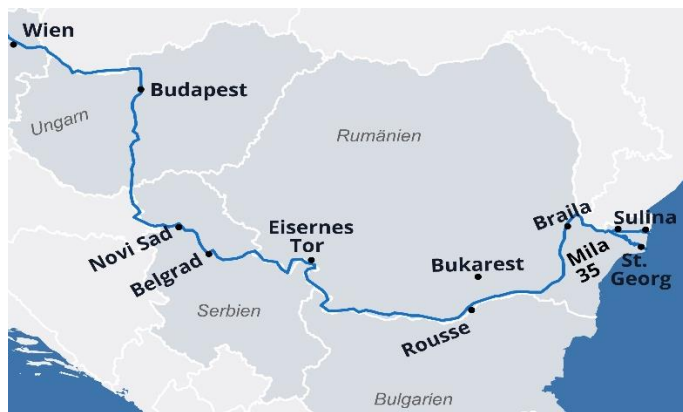 Wien
Budapest
Ungarn
Rumänien
Novi Sad
Belgrad
Eisernes
Tor
Serbien
Bukarest
Rousse
Bulgarien
Braila
Sulina
Mila
35
St.
Georg